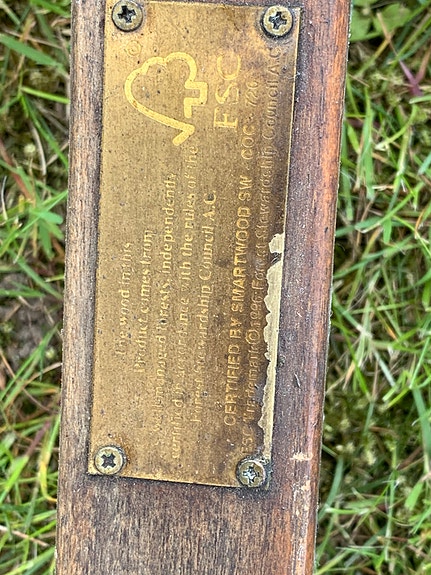 ©
FSC
The wood in this
Product comes from
well managed forests, independently
certified in accordance with the rules of the
Forest Stewardship Council A.C.
CERTIFIED BY SMARTWOOD SW COC - 726
Trademark © 1996 Forest Stewardship Council A.C.